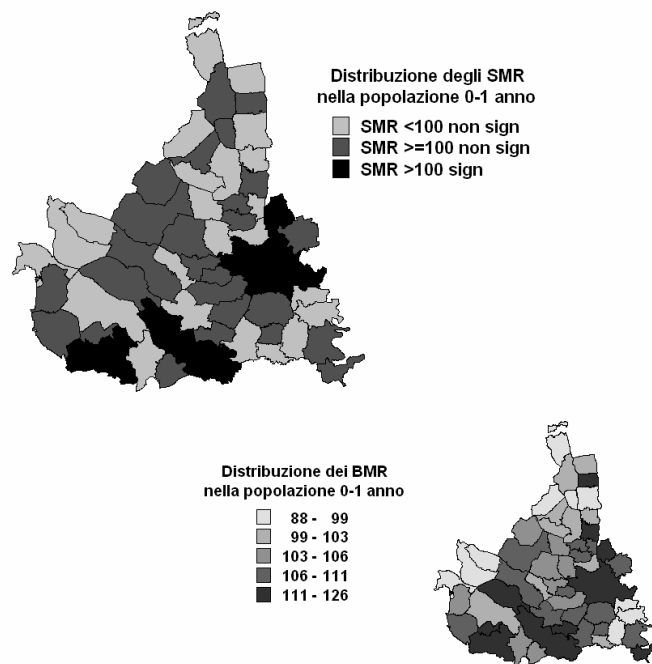 Distribuzione degli SMR
nella popolazione 0-1 anno
SMR <100 non sign
SMR >=100 non sign
SMR >100 sign
Distribuzione dei BMR
nella popolazione 0-1 anno
88 - 99
99 - 103
103 - 106
106 - 111
111 - 126